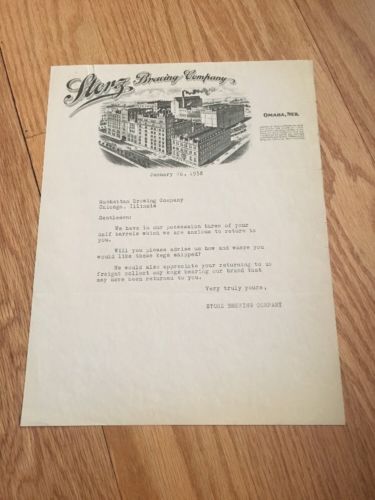 Storz Brewing Company
OMAHA, NEB.
January 26, 1938
Manhattan Brewing Company
Chicago, Illinois
Gentlemen:
We have in our possession three of your
half barrels which we are anxious to return to
you.
Will you please advise us how and where you
would like these kegs shipped?
We would also appreciate your returning to us
freight collect any kegs bearing our brand that
may have been returned to you.
Very truly yours,
STORZ BREWING COMPANY